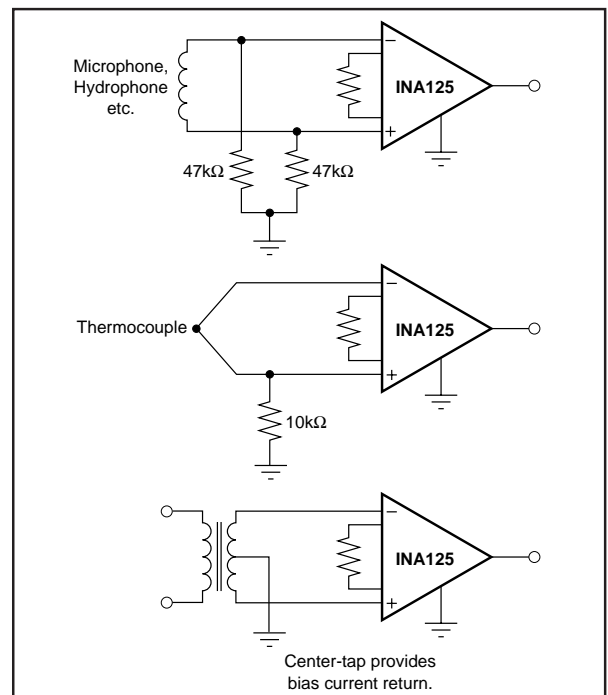 Microphone,
Hydrophone
etc.
−
INA125
+
47kΩ 47kΩ
−
Thermocouple
INA125
+
10kΩ
−
INA125
+
Center-tap provides
bias current return.